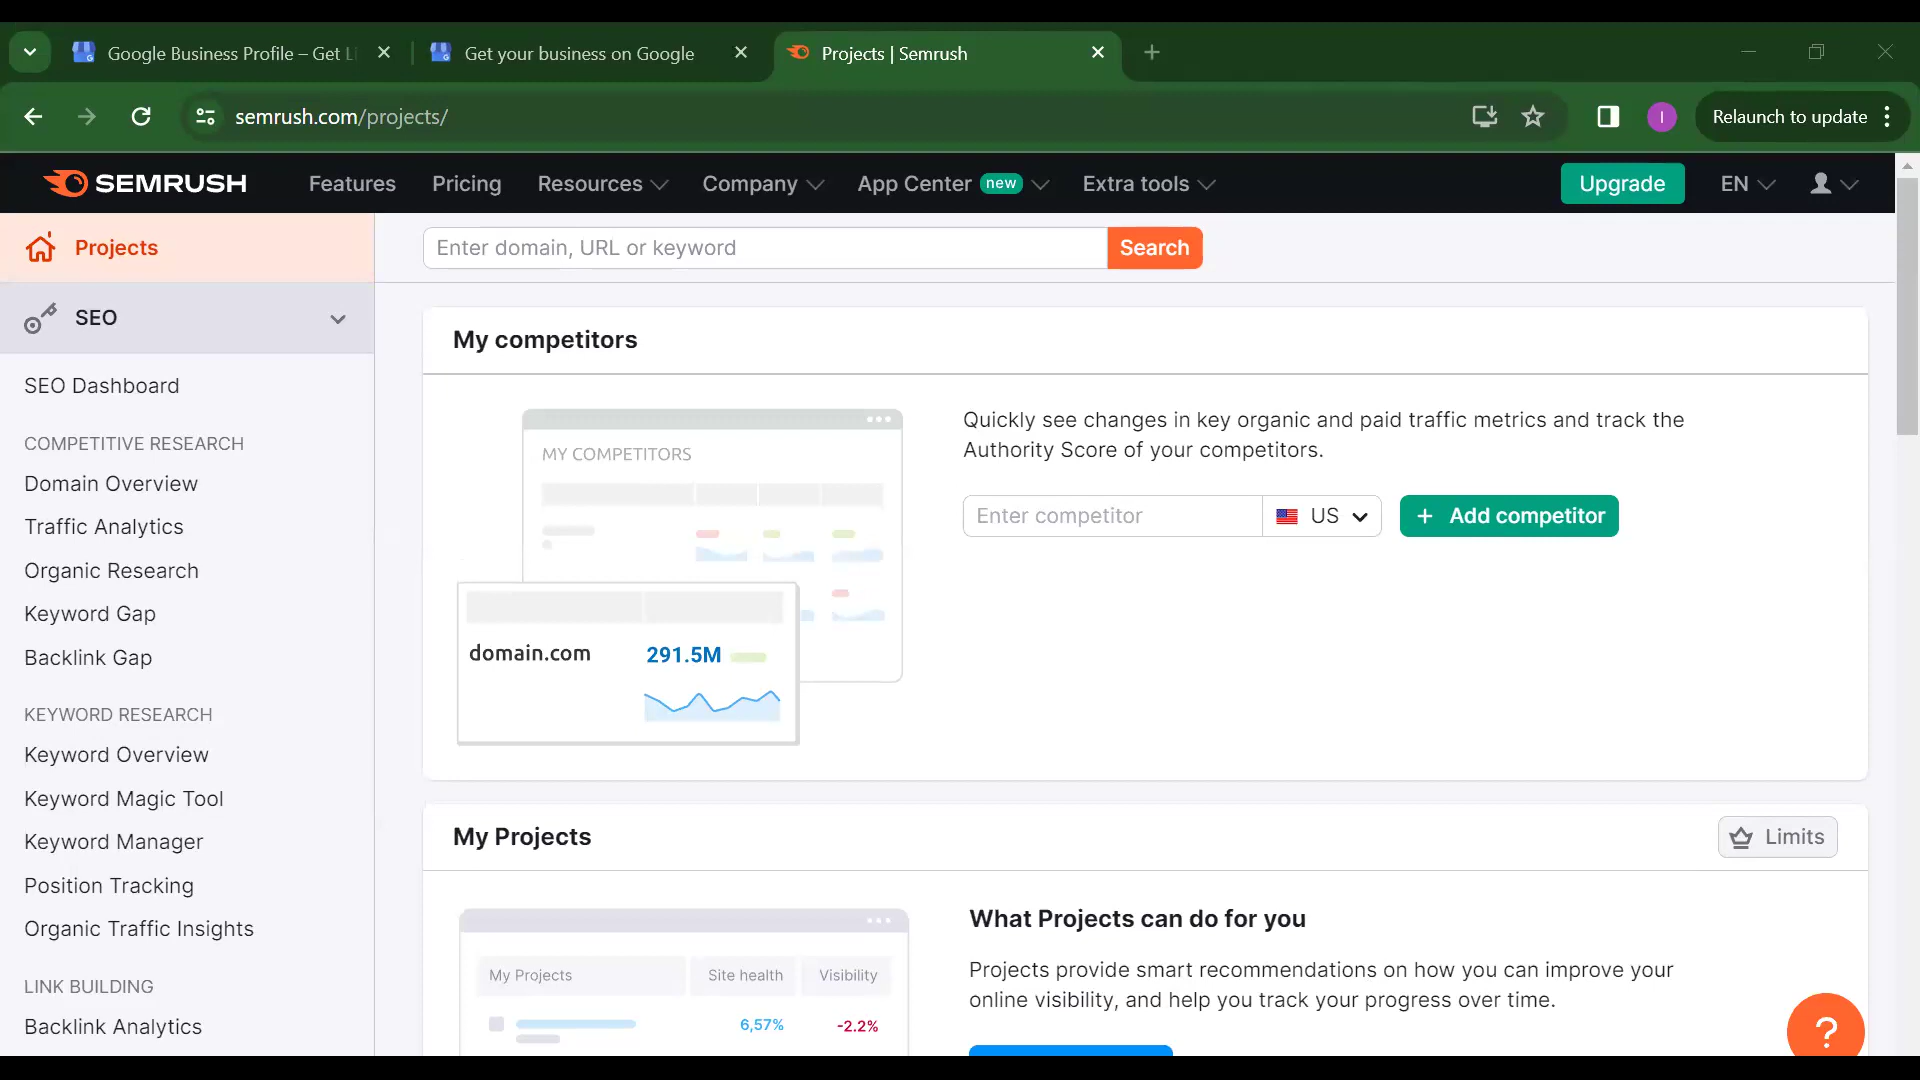 Google Business Profile – Get Li
Get your business on Google
Projects | Semrush
semrush.com/projects/
I
Relaunch to update
SEMRUSH
Features
Pricing
Resources
Company
App Center new
Extra tools
Upgrade
EN
Projects
SEO
SEO Dashboard
COMPETITIVE RESEARCH
Domain Overview
Traffic Analytics
Organic Research
Keyword Gap
Backlink Gap
KEYWORD RESEARCH
Keyword Overview
Keyword Magic Tool
Keyword Manager
Position Tracking
Organic Traffic Insights
LINK BUILDING
Backlink Analytics
Enter domain, URL or keyword
Search
My competitors
MY COMPETITORS
domain.com
291.5M
Quickly see changes in key organic and paid traffic metrics and track the
Authority Score of your competitors.
Enter competitor
US
+ Add competitor
My Projects
Limits
My Projects
Site health
Visibility
6,57%
-2.2%
What Projects can do for you
Projects provide smart recommendations on how you can improve your
online visibility, and help you track your progress over time.
?